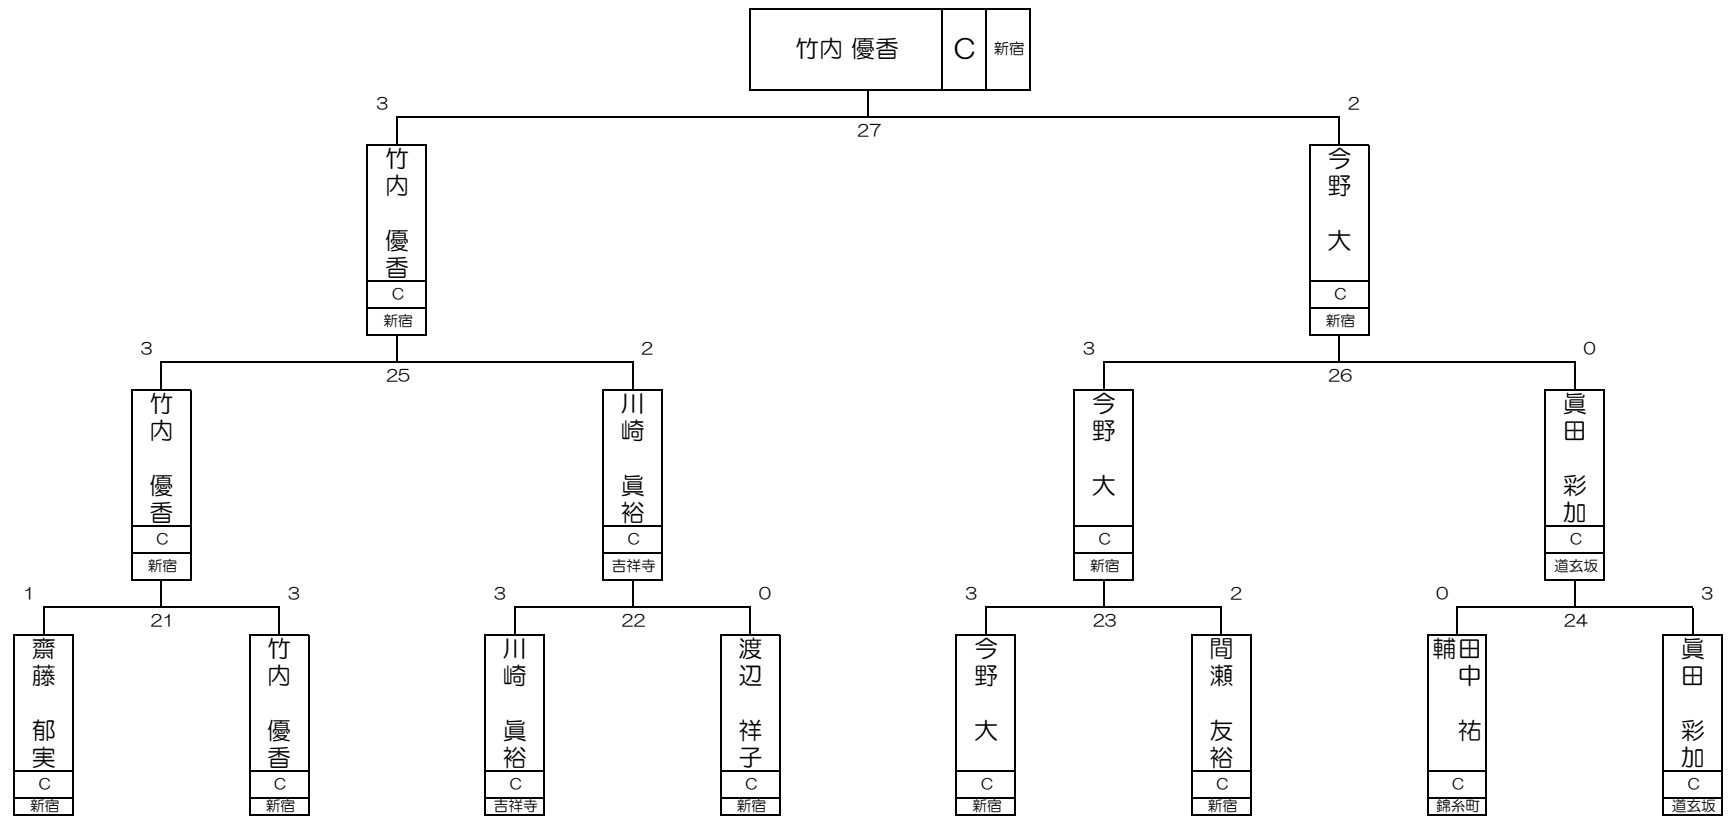 竹内 優香 C 新宿
3 2
27
竹内 優香 今野 大
C C
新宿 新宿
3 2 3 0
25 26
竹内 優香 川崎 眞裕 今野 大 眞田 彩加
C C C C
新宿 吉祥寺 新宿 道玄坂
1 3 3 0 3 2 0 3
21 22 23 24
齋藤 郁実 竹内 優香 川崎 眞裕 渡辺 祥子 今野 大 間瀬 友裕 田中 祐輔 眞田 彩加
C C C C C C C C
新宿 新宿 吉祥寺 新宿 新宿 新宿 錦糸町 道玄坂